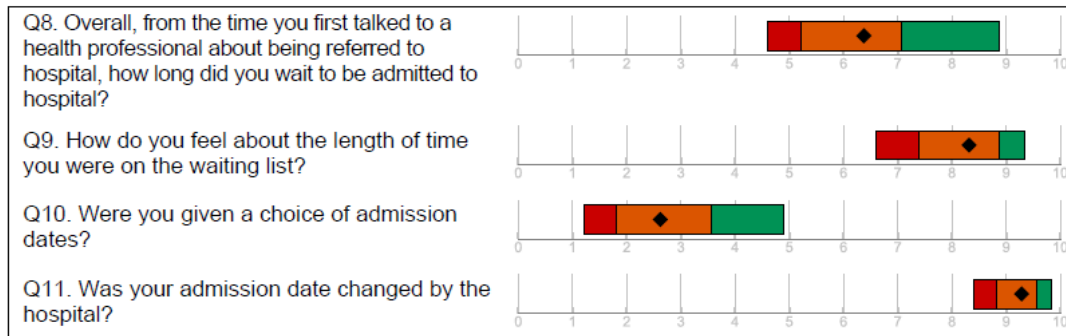 Q8. Overall, from the time you first talked to a
health professional about being referred to
hospital, how long did you wait to be admitted to
hospital?
0 1 2 3 4 5 6 7 8 9 10
Q9. How do you feel about the length of time
you were on the waiting list?
0 1 2 3 4 5 6 7 8 9 10
Q10. Were you given a choice of admission
dates?
0 1 2 3 4 5 6 7 8 9 10
Q11. Was your admission date changed by the
hospital?
0 1 2 3 4 5 6 7 8 9 10